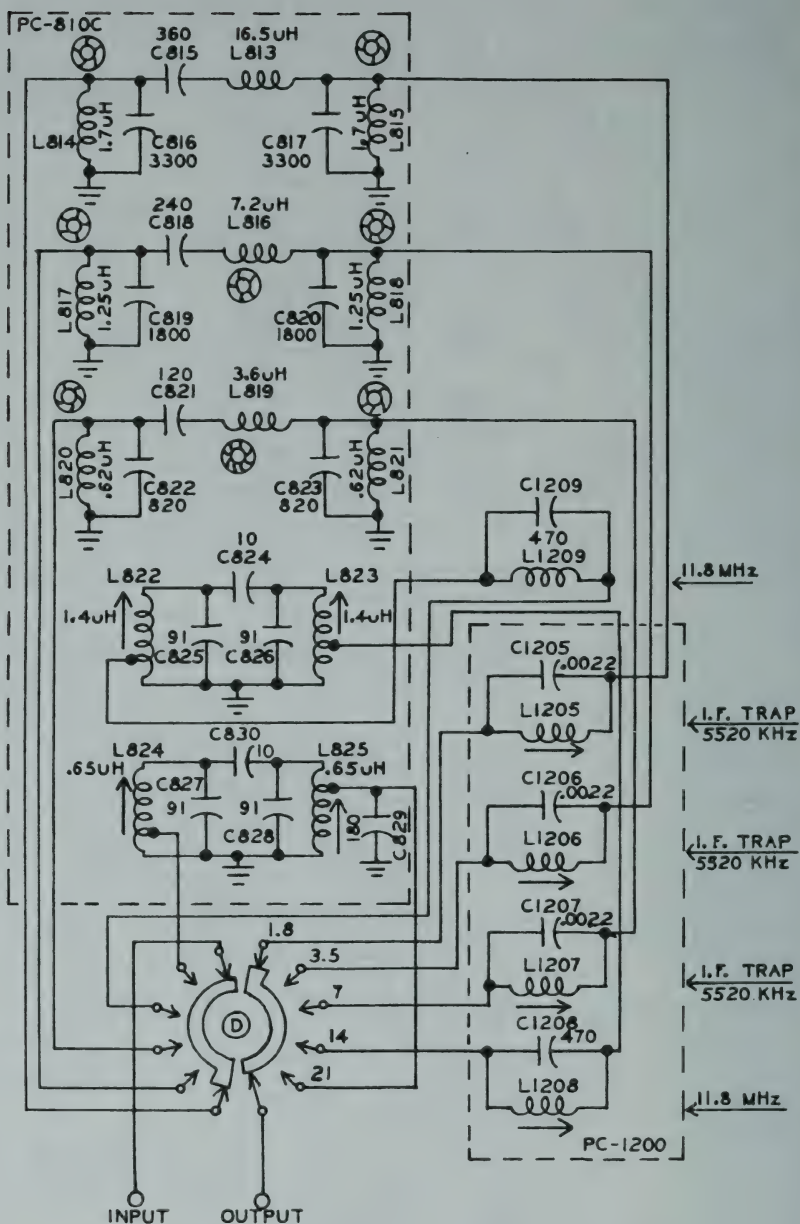 PC-810C
360
C815
16.5uH
L813
L814
1.7uH
C816
3300
C817
3300
1.7uH
L815
240
C818
7.2uH
L816
L817
1.25uH
C819
1800
C820
1800
1.25uH
L818
120
C821
3.6uH
L819
L820
.62uH
C822
820
C823
820
.62uH
L821
C1209
470
L1209
10
C824
L822
L823
1.4uH
1.4uH
91
C825
91
C826
11.8 MHz
C1205
.0022
L1205
I.F. TRAP
5520 KHz
C830
10
L824
.65uH
L825
.65uH
C827
91
91
C828
180
C829
C1206
.0022
L1206
I.F. TRAP
5520 KHz
C1207
.0022
L1207
I.F. TRAP
5520 KHz
1.8
3.5
7
14
21
D
C1208
470
L1208
11.8 MHz
PC-1200
INPUT
OUTPUT